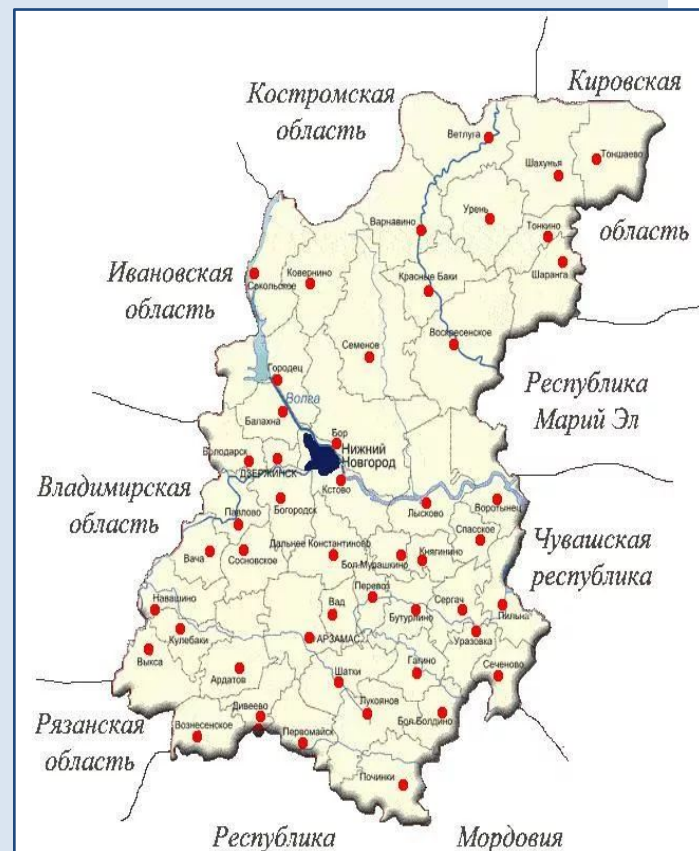 Костромская
область
Кировская
Ветлуга
Шахунья
Тоншаево
Урень
Варнавино
Тонкино
область
Шаранга
Ивановская
область
Сокольское
Ковернино
Красные Баки
Воскресенское
Семенов
Городец
Республика
Марий Эл
Волга
Балахна
Бор
НИЖНИЙ
НОВГОРОД
Володарск
ДЗЕРЖИНСК
Кстово
Владимирская
область
Богородск
Лысково
Воротынец
Павлово
Спасское
Чувашская
республика
Вача
Сосновское
Дальнее Константиново
Бол.Мурашкино
Княгинино
Навашино
Вад
Перевоз
Бутурлино
Сергач
Пильна
Кулебаки
АРЗАМАС
Уразовка
Выкса
Ардатов
Шатки
Гагино
Сеченово
Рязанская
область
Вознесенское
Дивеево
Первомайск
Лукоянов
Бол.Болдино
Починки
Республика
Мордовия